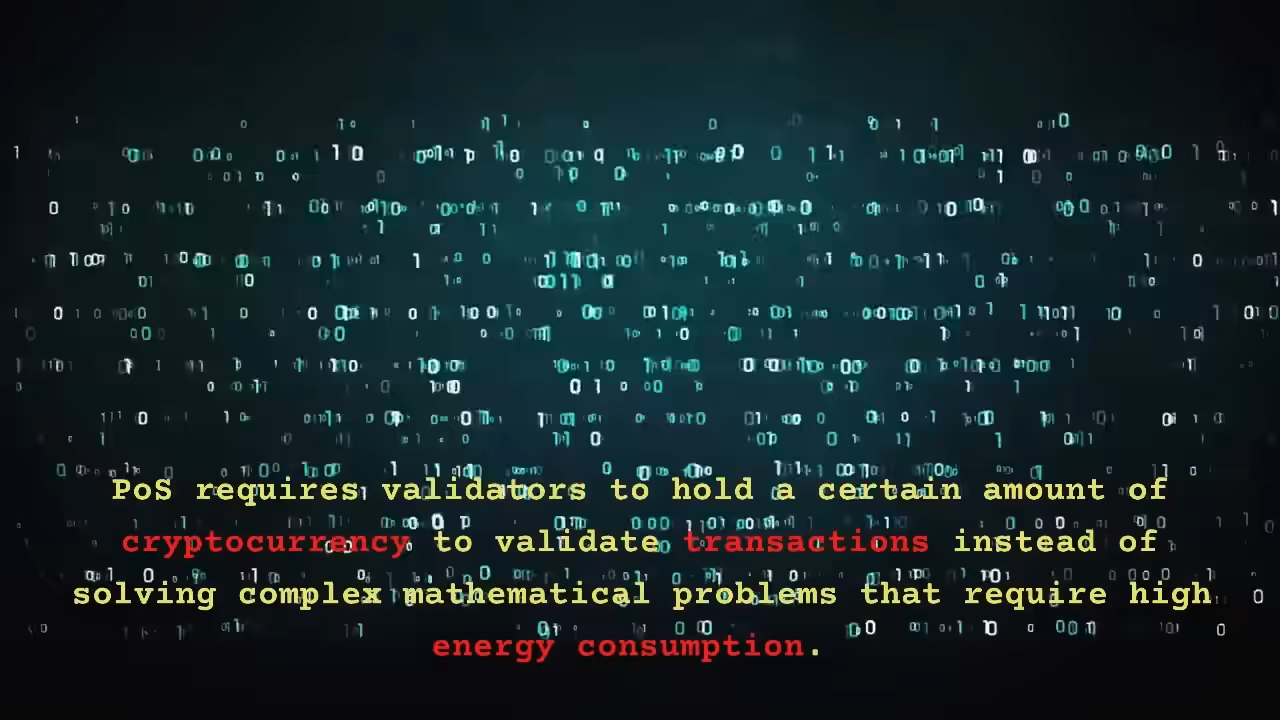 PoS requires validators to hold a certain amount of
cryptocurrency to validate transactions instead of
solving complex mathematical problems that require high
energy consumption.